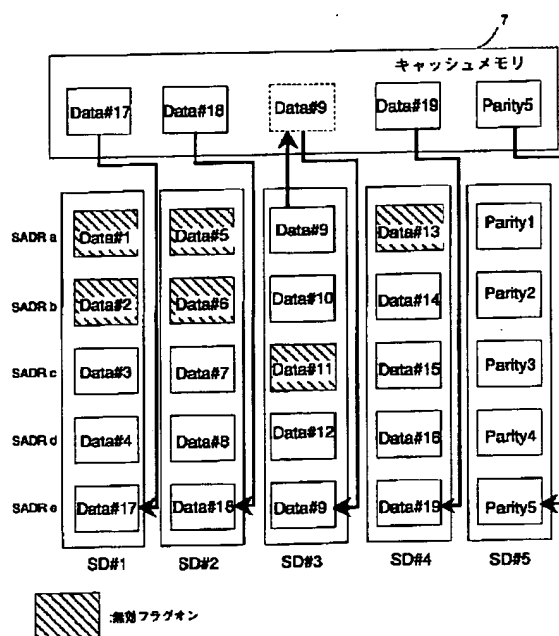 7
キャッシュメモリ
Data#17 Data#18 Data#9 Data#19 Parity5
SADR a Data#1 Data#5 Data#9 Data#13 Parity1
SADR b Data#2 Data#6 Data#10 Data#14 Parity2
SADR c Data#3 Data#7 Data#11 Data#15 Parity3
SADR d Data#4 Data#8 Data#12 Data#16 Parity4
SADR e Data#17 Data#18 Data#9 Data#19 Parity5
SD#1 SD#2 SD#3 SD#4 SD#5
:無効フラグオン